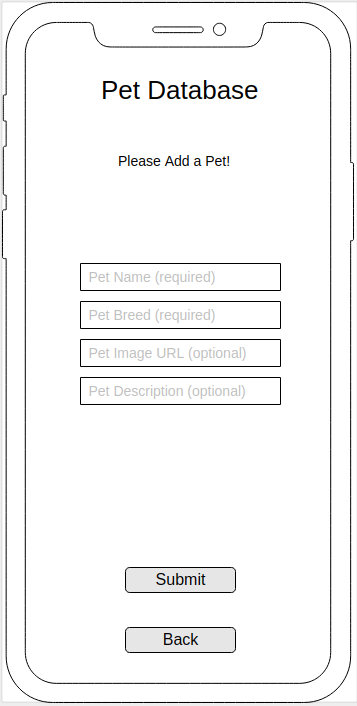 Pet Database
Please Add a Pet!
Pet Name (required)
Pet Breed (required)
Pet Image URL (optional)
Pet Description (optional)
Submit
Back